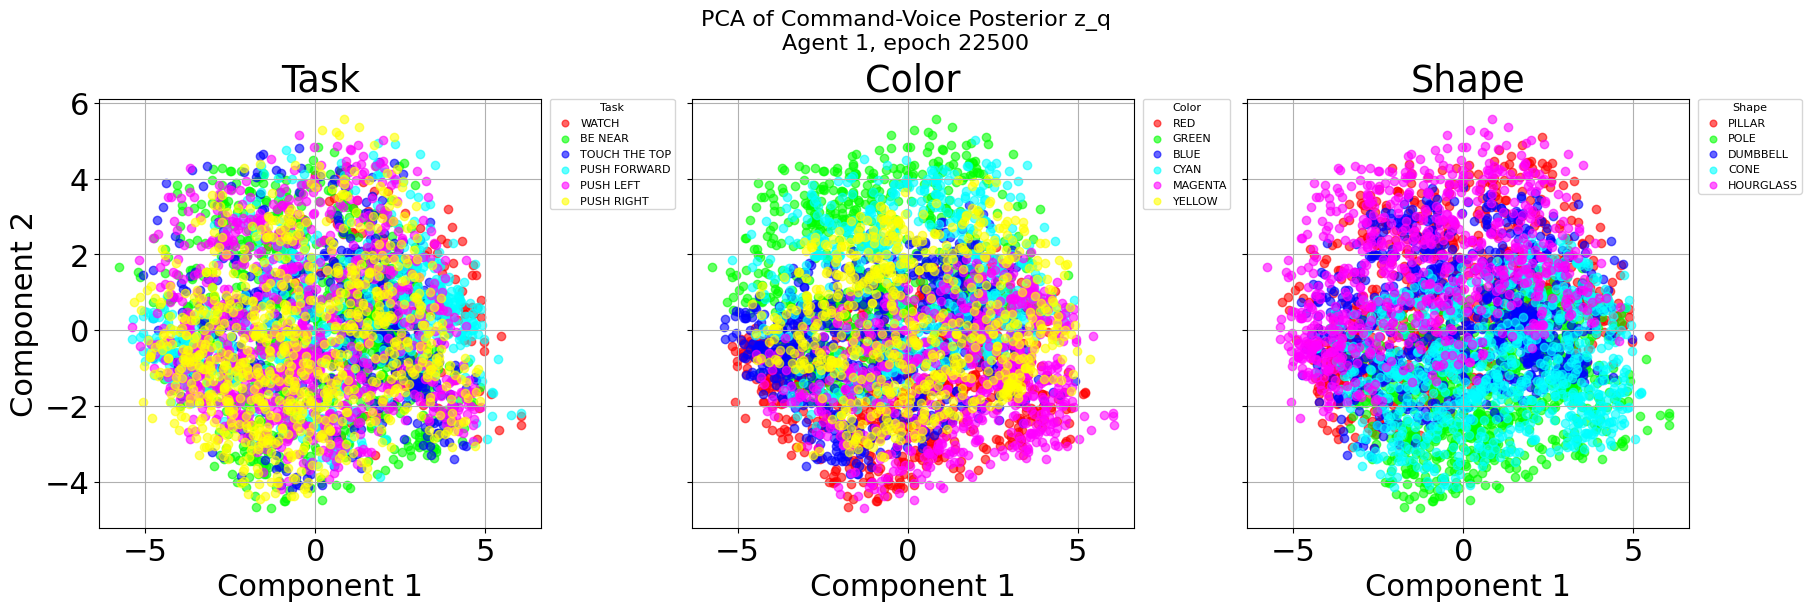 PCA of Command-Voice Posterior z_q
Agent 1, epoch 22500
Task
Color
Shape
Component 2
6
4
2
0
−2
−4
−5 0 5
Component 1
Task
WATCH
BE NEAR
TOUCH THE TOP
PUSH FORWARD
PUSH LEFT
PUSH RIGHT
−5 0 5
Component 1
Color
RED
GREEN
BLUE
CYAN
MAGENTA
YELLOW
−5 0 5
Component 1
Shape
PILLAR
POLE
DUMBBELL
CONE
HOURGLASS